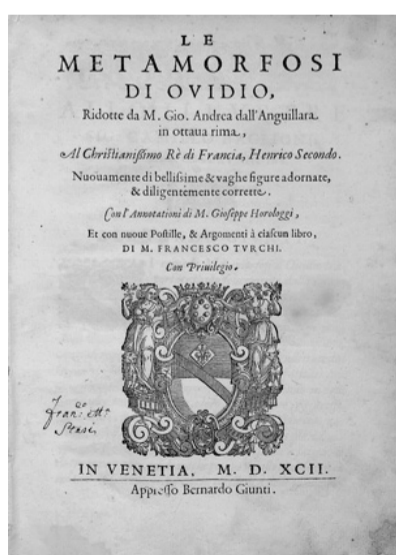 LE
METAMORFOSI
DI OVIDIO,
Ridotte da M. Gio. Andrea dall'Anguillara
in ottaua rima,
Al Christianissimo Rè di Francia, Henrico Secondo.
Nuouamente di bellissime & vaghe figure adornate,
& diligentemente corrette.
Con l'Annotationi di M. Gioseppe Horologgi,
Et con nuoue Postille, & Argomenti à ciascun libro,
DI M. FRANCESCO TVRCHI.
Con Priuilegio.
IN VENETIA, M. D. XCII.
Appresso Bernardo Giunti.